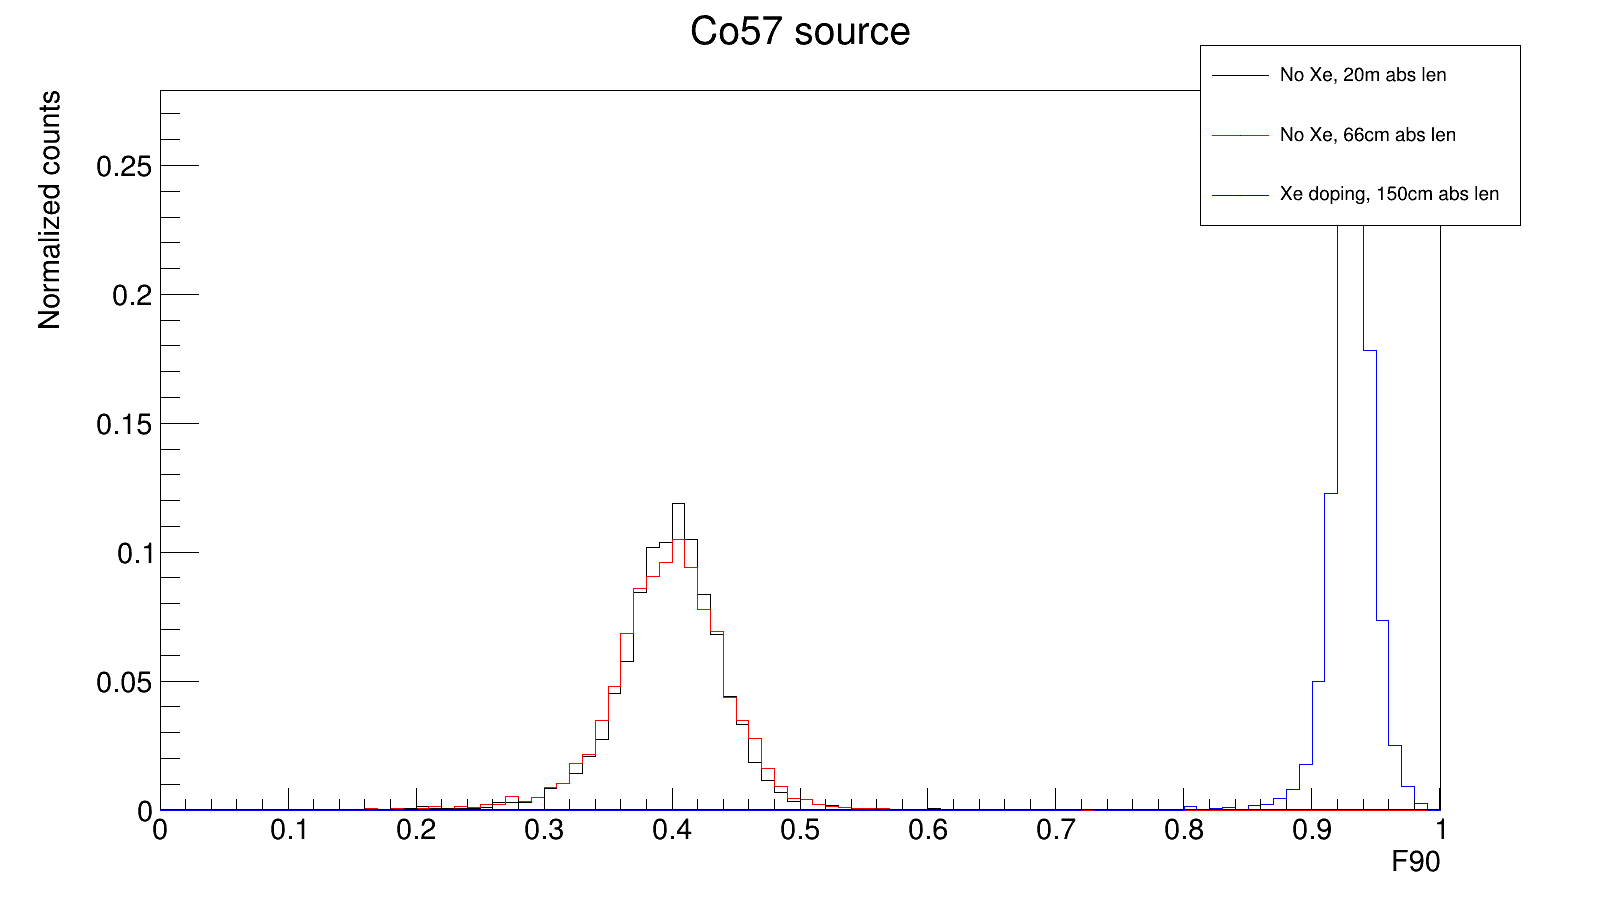 Co57 source
No Xe, 20m abs len
No Xe, 66cm abs len
Xe doping, 150cm abs len
Normalized counts
0.25
0.2
0.15
0.1
0.05
0
0 0.1 0.2 0.3 0.4 0.5 0.6 0.7 0.8 0.9 1
F90